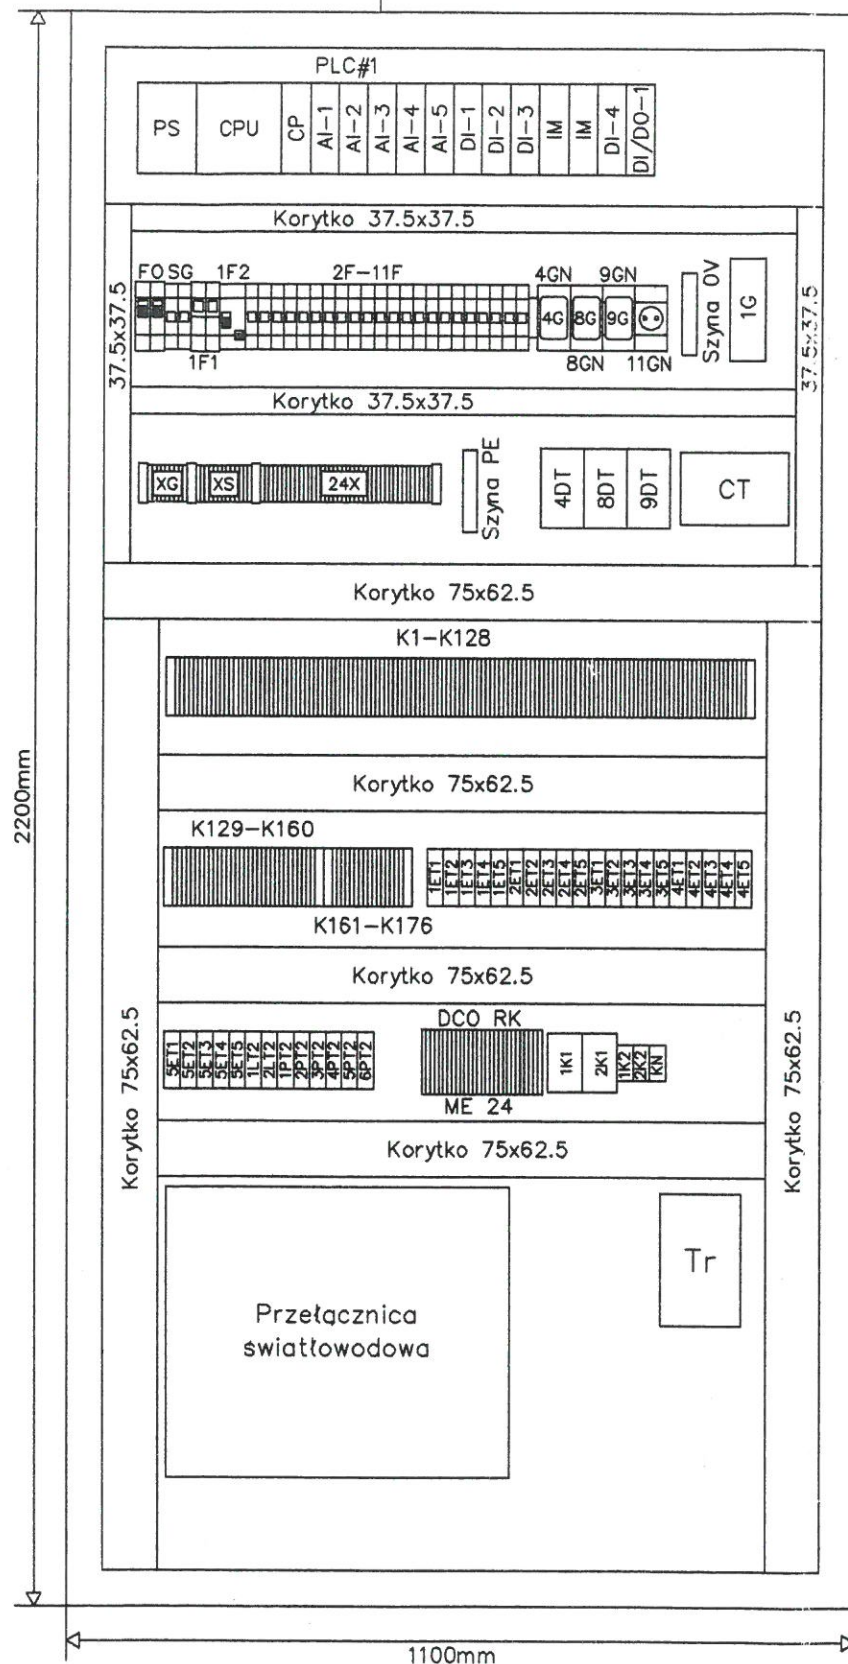 PLC#1
PS
CPU
CP
AI-1
AI-2
AI-3
AI-4
AI-5
DI-1
DI-2
DI-3
IM
IM
DI-4
DI/DO-1
Korytko 37.5x37.5
37.5x37.5
FO SG 1F2 2F-11F 4GN 9GN
4G 8G 9G
1F1 8GN 11GN
Szyna 0V
1G
37.5x37.5
Korytko 37.5x37.5
XG XS 24X
Szyna PE
4DT
8DT
9DT
CT
Korytko 75x62.5
K1-K128
Korytko 75x62.5
K129-K160
1ET1
1ET2
1ET3
1ET4
1ET5
2ET1
2ET2
2ET3
2ET4
2ET5
3ET1
3ET2
3ET3
3ET4
3ET5
4ET1
4ET2
4ET3
4ET4
4ET5
K161-K176
Korytko 75x62.5
5ET1
5ET2
5ET3
5ET4
5ET5
1LT2
2LT2
1PT2
2PT2
3PT2
4PT2
5PT2
6PT2
DCO RK
ME 24
1K1
2K1
1K2
2K2
KN
Korytko 75x62.5
Korytko 75x62.5
Korytko 75x62.5
Przełącznica
światłowodowa
Tr
2200mm
1100mm